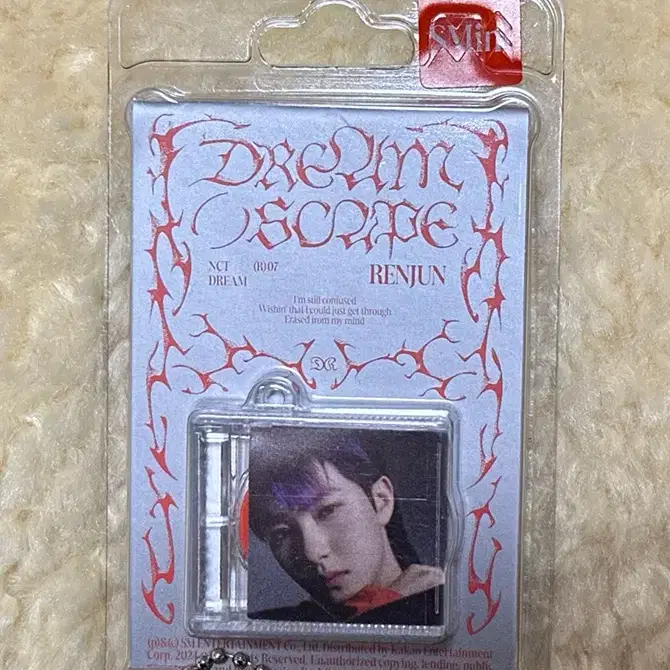 SMini
DREAM
SCAPE
NCT (R)07 RENJUN
DREAM
I'm still confused
Wishin' that I could just get through
Erased from my mind
DR
(p)&(c) SM ENTERTAINMENT Co., Ltd. Distributed by Kakao Entertainment
Corp. 2024 Reserved. Unauthorized copying, lending, public